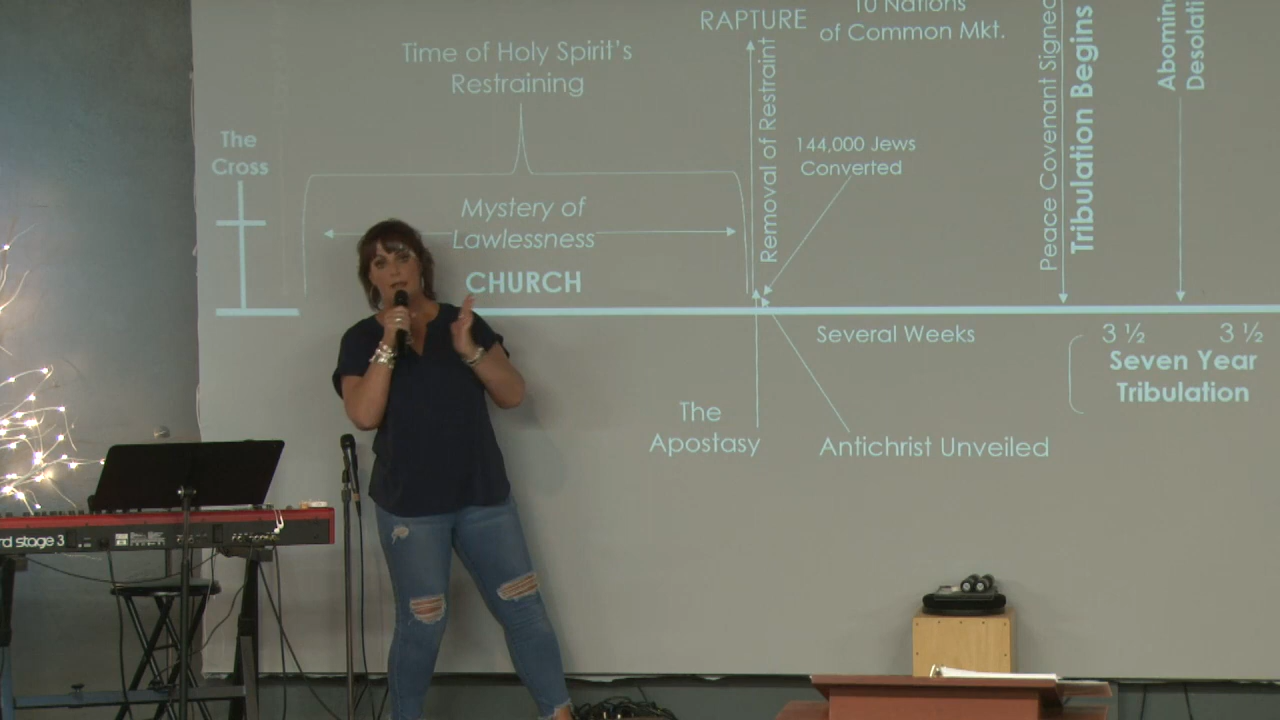 RAPTURE
10 Nations
of Common Mkt.
Time of Holy Spirit's
Restraining
The
Cross
Removal of Restraint
144,000 Jews
Converted
Peace Covenant Signed
Tribulation Begins
Mystery of
Lawlessness
CHURCH
Several Weeks
3 ½ 3 ½
Seven Year
Tribulation
The
Apostasy
Antichrist Unveiled
stage 3